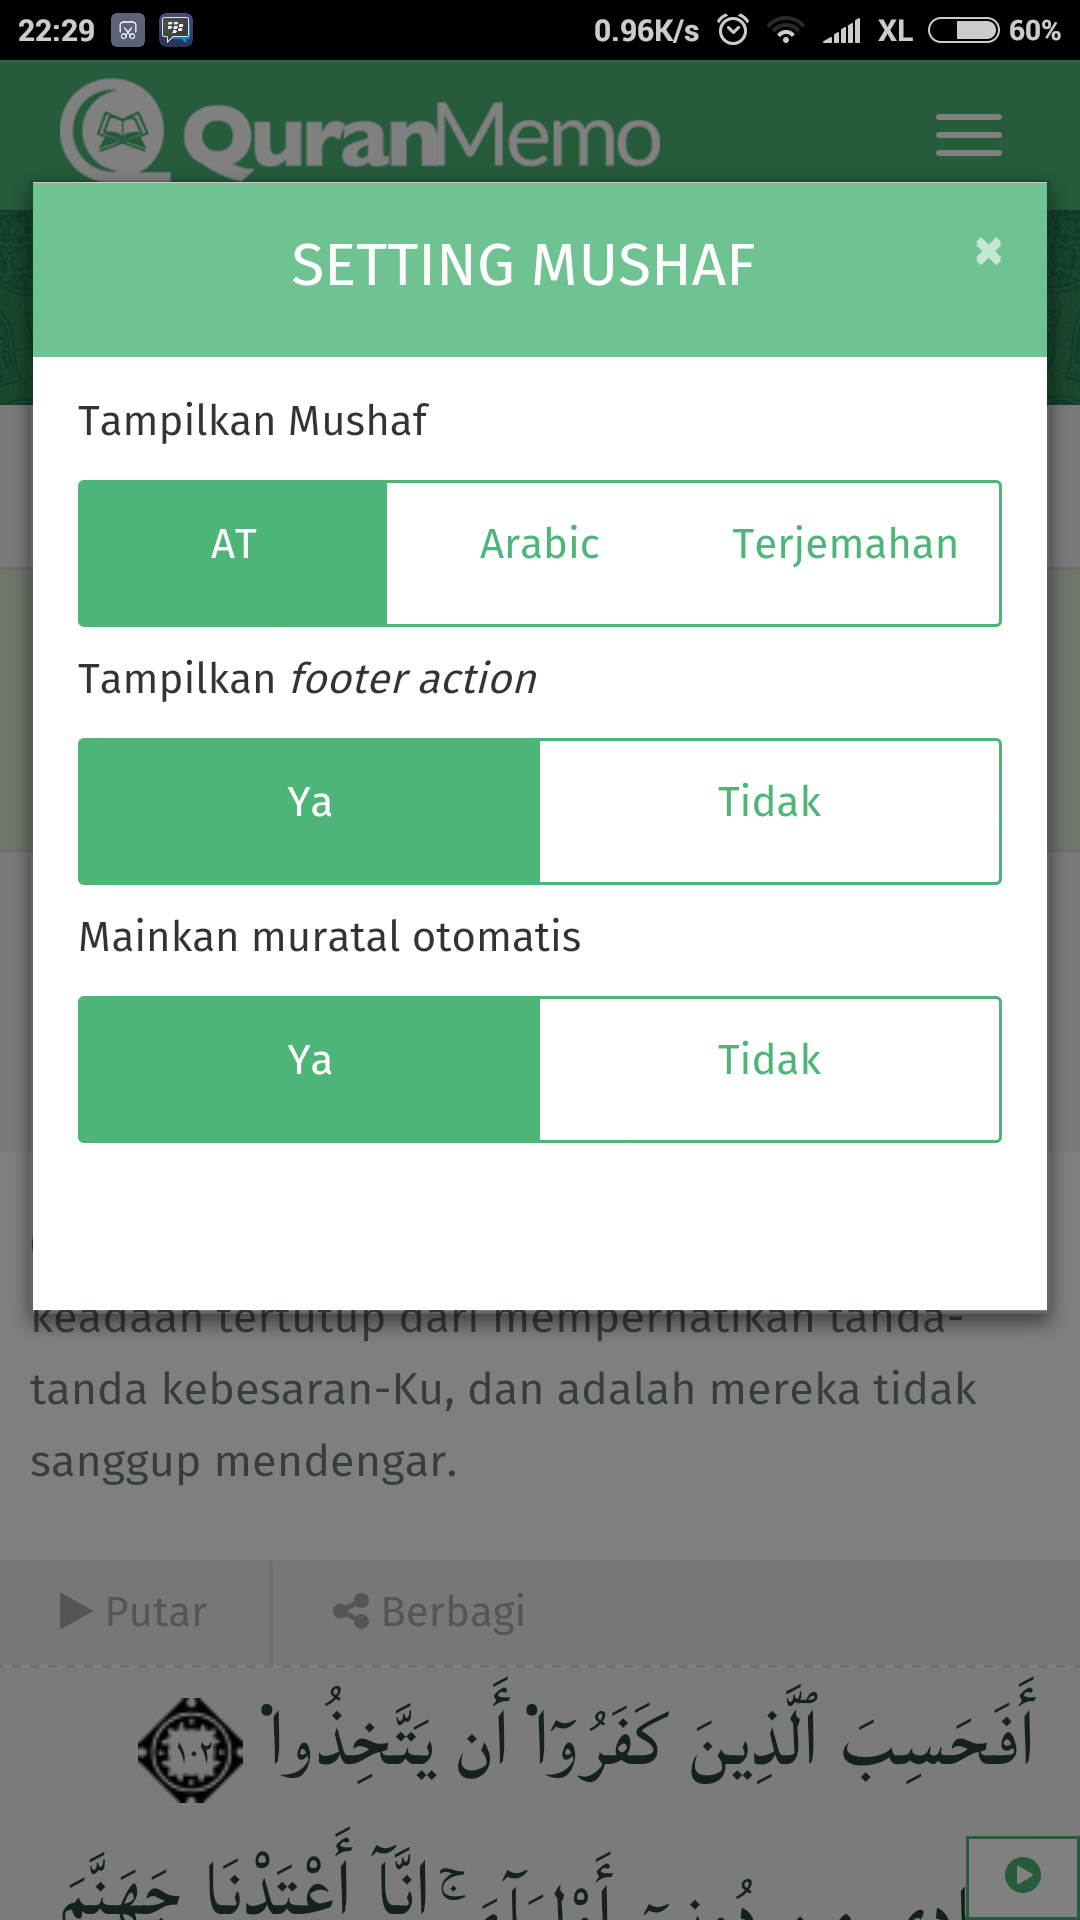 22:29 0.96K/s XL 60%
QuranMemo
SETTING MUSHAF ×
Tampilkan Mushaf
AT Arabic Terjemahan
Tampilkan footer action
Ya Tidak
Mainkan muratal otomatis
Ya Tidak
keadaan tertutup dari memperhatikan tanda-
tanda kebesaran-Ku, dan adalah mereka tidak
sanggup mendengar.
Putar Berbagi
أَفَحَسِبَ ٱلَّذِينَ كَفَرُوٓا۟ أَن يَتَّخِذُوا۟ ١٠٢
أَوْلِيَآءَ ۚ إِنَّآ أَعْتَدْنَا جَهَنَّمَ